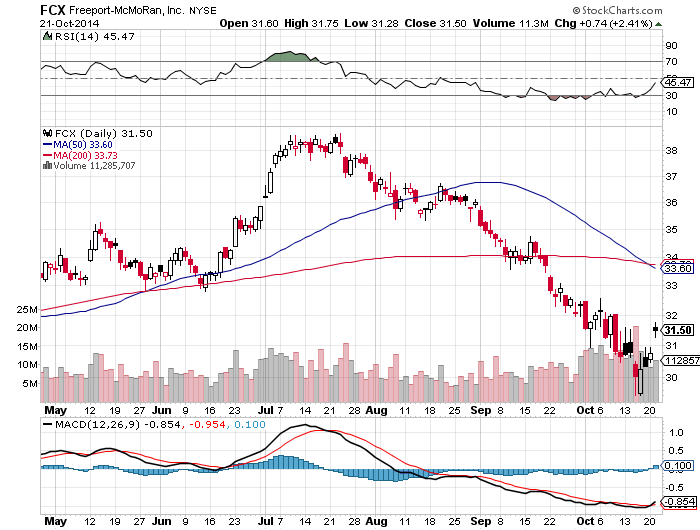 FCX Freeport-McMoRan, Inc. NYSE © StockCharts.com
21-Oct-2014 Open 31.60 High 31.75 Low 31.28 Close 31.50 Volume 11.3M Chg +0.74 (+2.41%)
RSI(14) 45.47
90
70
50
45.47
30
10
FCX (Daily) 31.50
MA(50) 33.60
MA(200) 33.73
Volume 11,285,707
38
37
36
35
34
33.60
33
32
31.50
31
30
25M
20M
15M
10M
5M
112857
May 12 19 27 Jun 9 16 23 Jul 7 14 21 28 Aug 11 18 25 Sep 8 15 22 Oct 6 13 20
MACD(12,26,9) -0.854, -0.954, 0.100
1.0
0.5
0.100
0.0
-0.5
-0.854
May 12 19 27 Jun 9 16 23 Jul 7 14 21 28 Aug 11 18 25 Sep 8 15 22 Oct 6 13 20